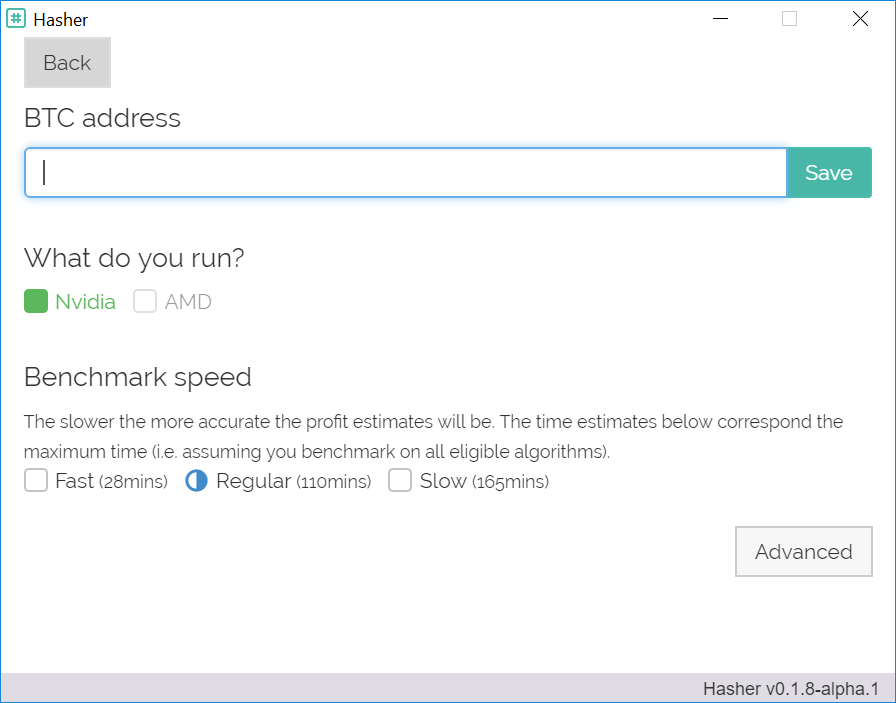 Hasher
Back
BTC address
Save
What do you run?
Nvidia AMD
Benchmark speed
The slower the more accurate the profit estimates will be. The time estimates below correspond the
maximum time (i.e. assuming you benchmark on all eligible algorithms).
Fast (28mins) Regular (110mins) Slow (165mins)
Advanced
Hasher v0.1.8-alpha.1